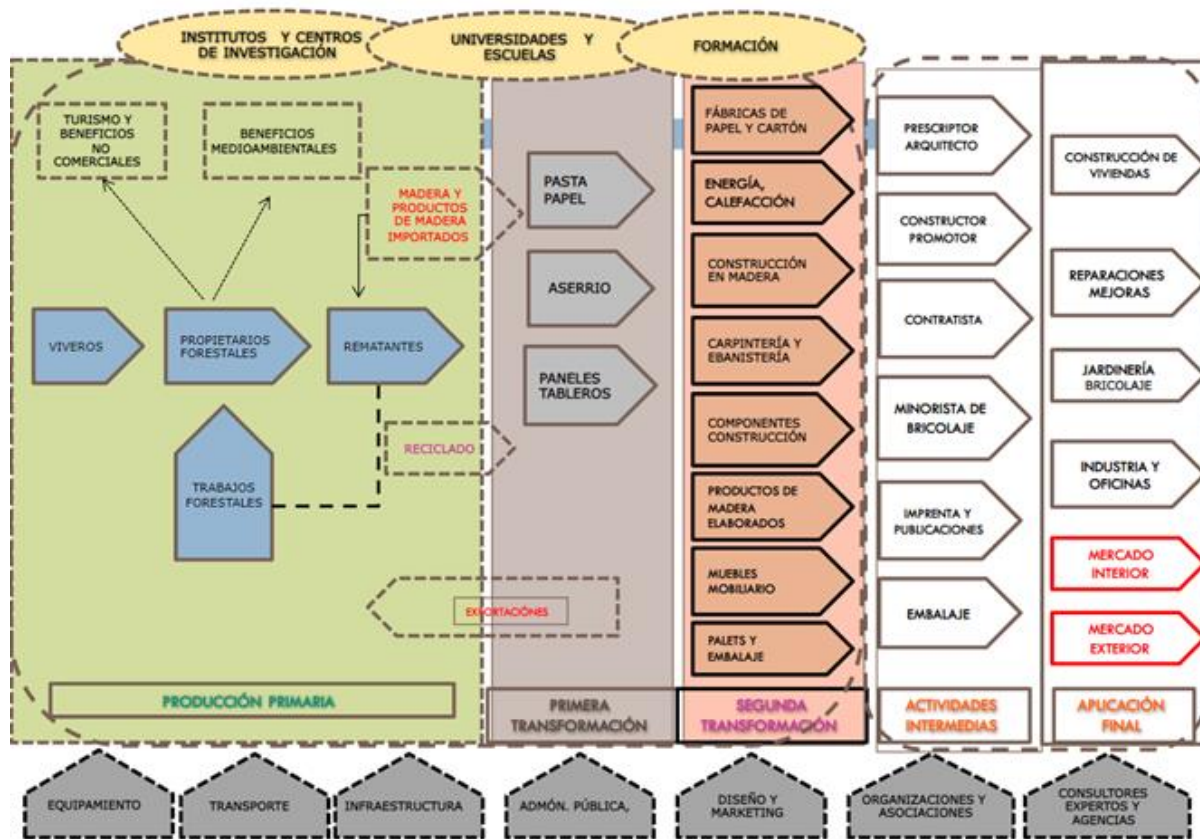 INSTITUTOS Y CENTROS
DE INVESTIGACIÓN
UNIVERSIDADES Y
ESCUELAS
FORMACIÓN
TURISMO Y
BENEFICIOS
NO
COMERCIALES
BENEFICIOS
MEDIOAMBIENTALES
MADERA Y
PRODUCTOS
DE MADERA
IMPORTADOS
VIVEROS
PROPIETARIOS
FORESTALES
REMATANTES
TRABAJOS
FORESTALES
RECICLADO
EXPORTACIÓNES
PRODUCCIÓN PRIMARIA
PASTA
PAPEL
ASERRIO
PANELES
TABLEROS
PRIMERA
TRANSFORMACIÓN
FÁBRICAS DE
PAPEL Y CARTÓN
ENERGÍA,
CALEFACCIÓN
CONSTRUCCIÓN
EN MADERA
CARPINTERÍA Y
EBANISTERÍA
COMPONENTES
CONSTRUCCIÓN
PRODUCTOS DE
MADERA
ELABORADOS
MUEBLES
MOBILIARIO
PALETS Y
EMBALAJE
SEGUNDA
TRANSFORMACIÓN
PRESCRIPTOR
ARQUITECTO
CONSTRUCTOR
PROMOTOR
CONTRATISTA
MINORISTA DE
BRICOLAJE
IMPRENTA Y
PUBLICACIONES
EMBALAJE
ACTIVIDADES
INTERMEDIAS
CONSTRUCCIÓN DE
VIVIENDAS
REPARACIONES
MEJORAS
JARDINERÍA
BRICOLAJE
INDUSTRIA Y
OFICINAS
MERCADO
INTERIOR
MERCADO
EXTERIOR
APLICACIÓN
FINAL
EQUIPAMIENTO
TRANSPORTE
INFRAESTRUCTURA
ADMÓN. PÚBLICA,
DISEÑO Y
MARKETING
ORGANIZACIONES Y
ASOCIACIONES
CONSULTORES
EXPERTOS Y
AGENCIAS